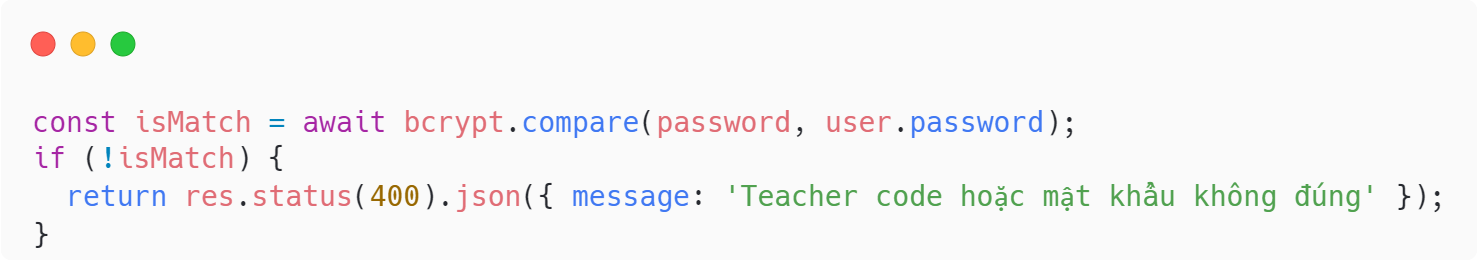 const isMatch = await bcrypt.compare(password, user.password);
if (!isMatch) {
  return res.status(400).json({ message: 'Teacher code hoặc mật khẩu không đúng' });
}